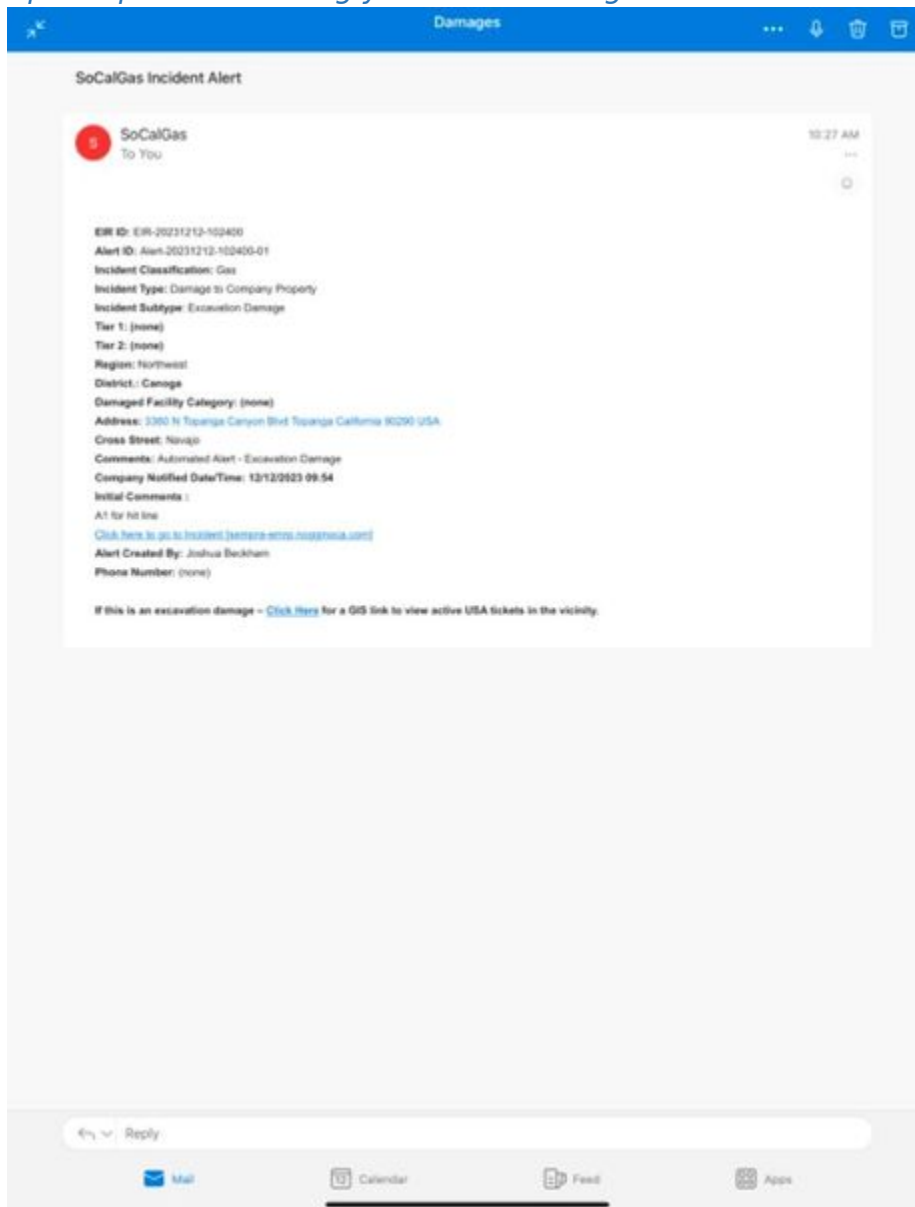 Damages
SoCalGas Incident Alert
S
SoCalGas
10:27 AM
To You
EIR ID: EIR-20231212-102400
Alert ID: Alert-20231212-102400-01
Incident Classification: Gas
Incident Type: Damage to Company Property
Incident Subtype: Excavation Damage
Tier 1: (none)
Tier 2: (none)
Region: Northwest
District.: Canoga
Damaged Facility Category: (none)
Address: 3360 N Topanga Canyon Blvd Topanga California 90290 USA
Cross Street: Navajo
Comments: Automated Alert - Excavation Damage
Company Notified Date/Time: 12/12/2023 09:54
Initial Comments :
A1 for hit line
Click here to go to Incident
Alert Created By: Joshua Beckham
Phone Number: (none)
If this is an excavation damage – Click Here for a GIS link to view active USA tickets in the vicinity.
Reply
Mail
12 Calendar
Feed
Apps